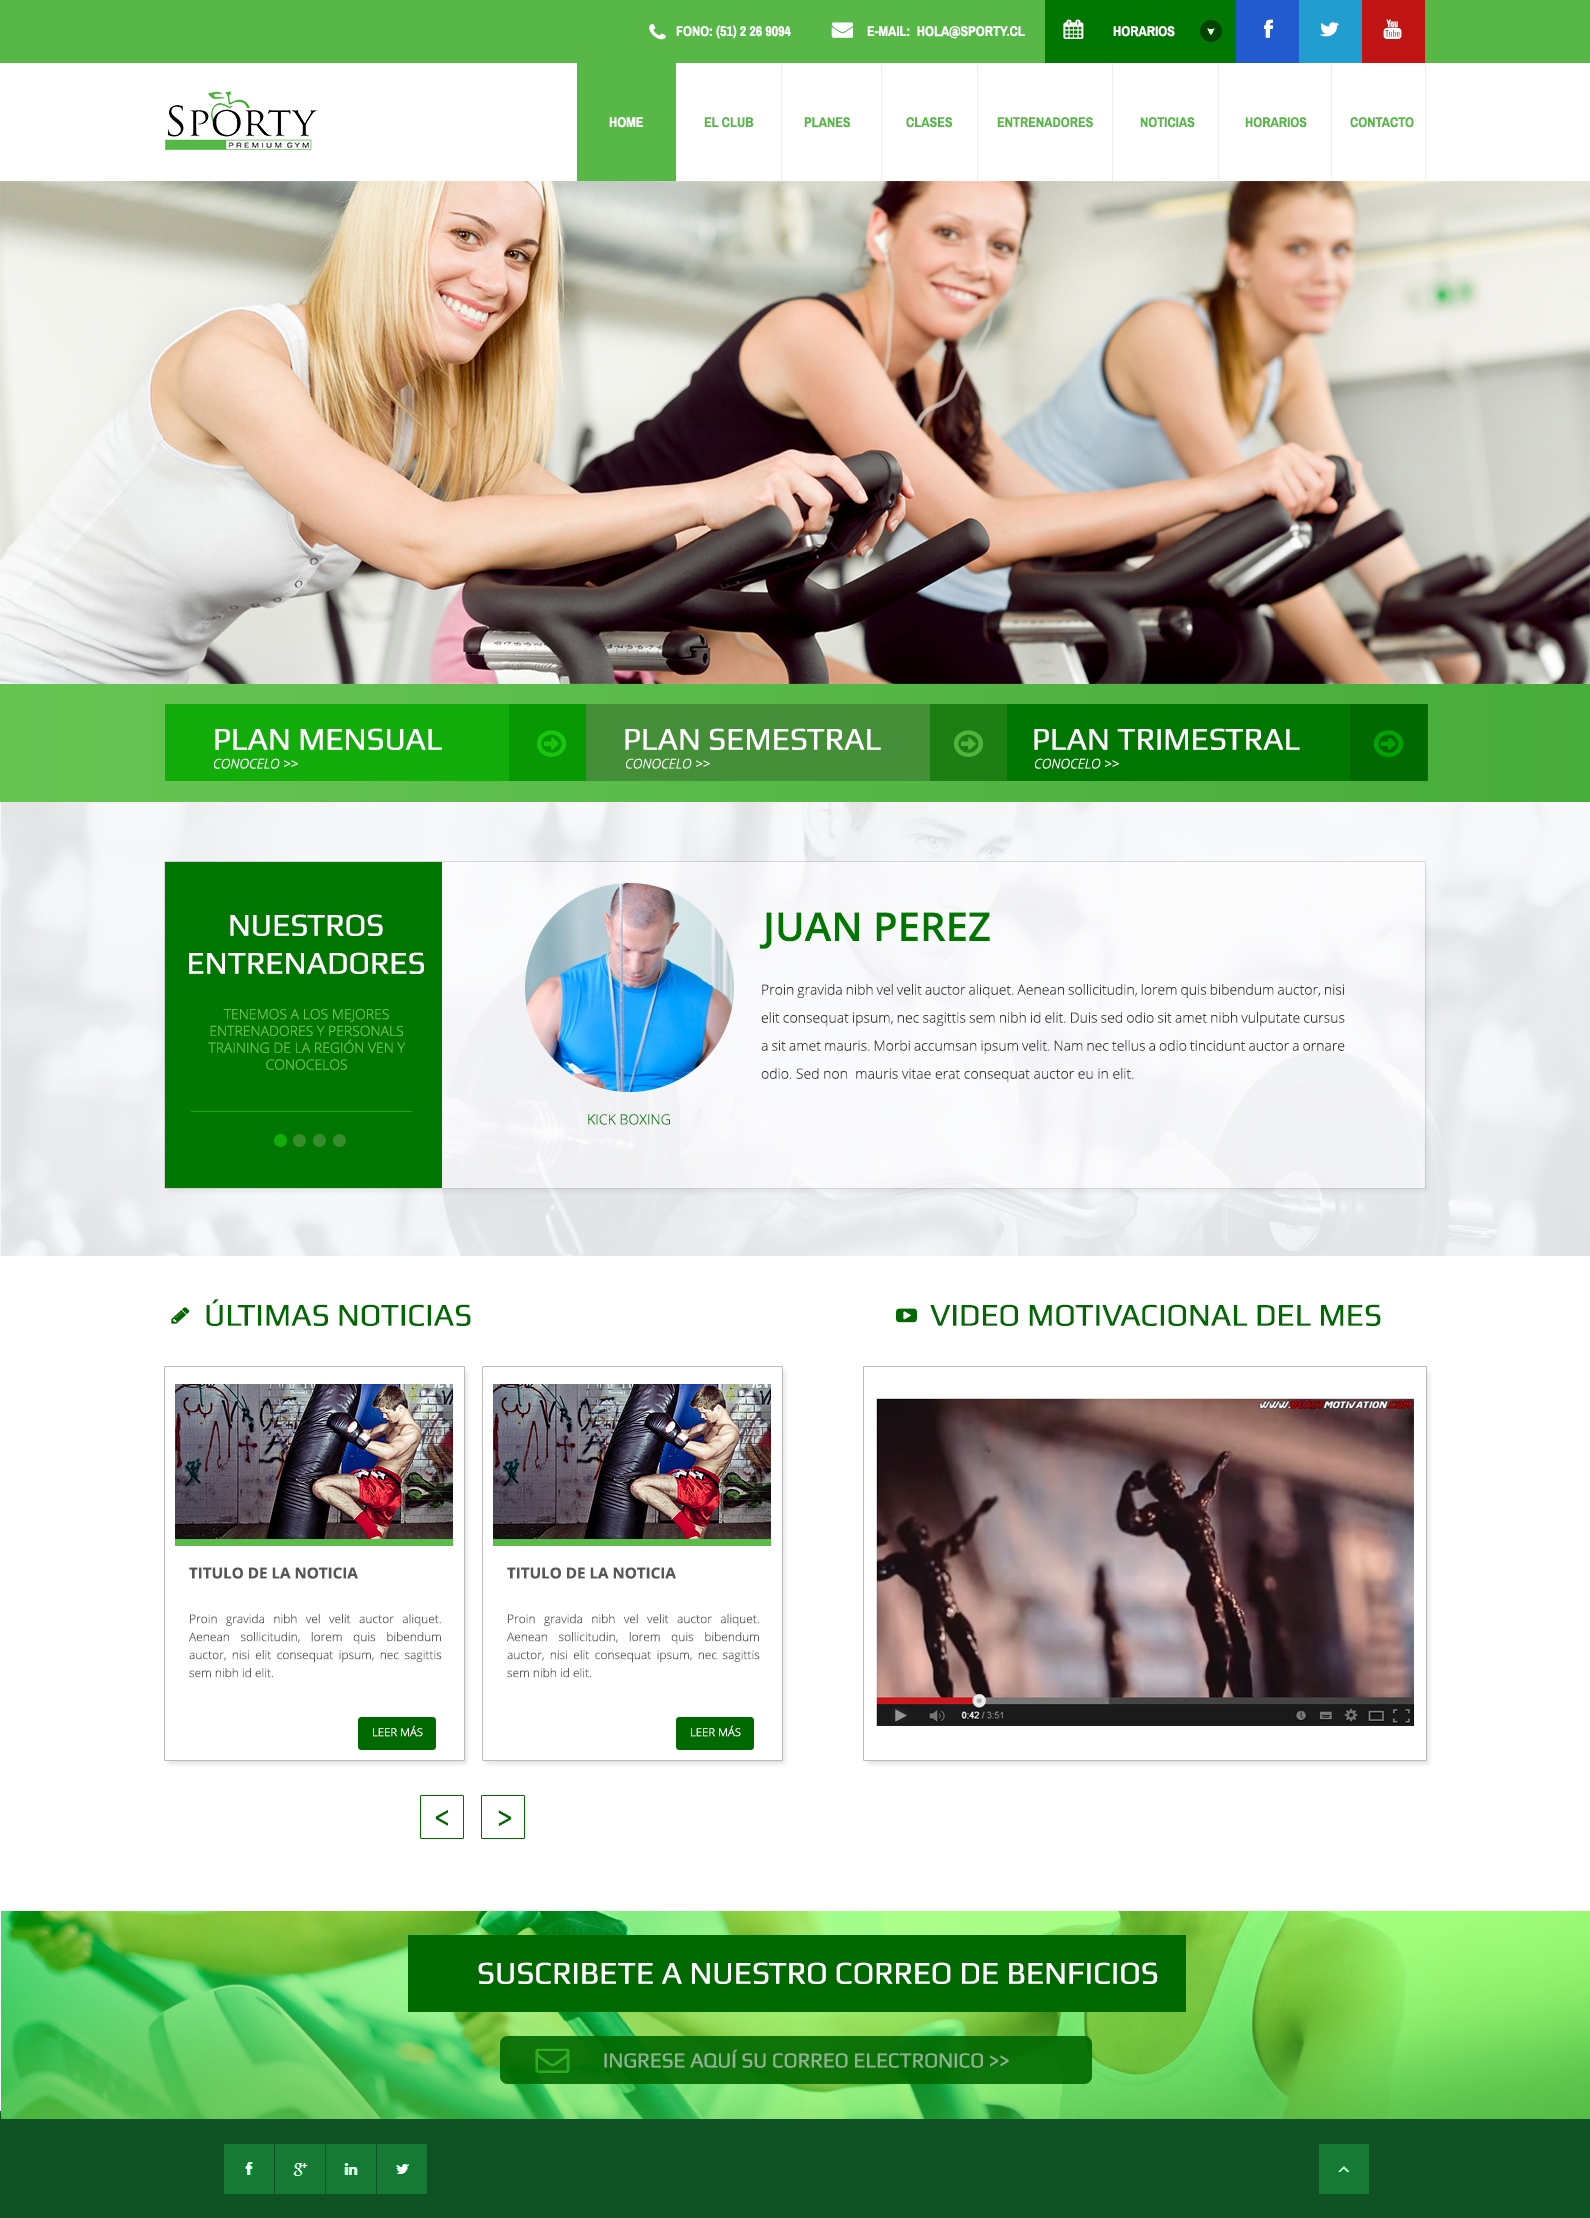 FONO: (51) 2 26 9094
E-MAIL: HOLA@SPORTY.CL
HORARIOS
You
Tube
SPORTY
PREMIUM GYM
HOME
EL CLUB
PLANES
CLASES
ENTRENADORES
NOTICIAS
HORARIOS
CONTACTO
PLAN MENSUAL
CONOCELO >>
PLAN SEMESTRAL
CONOCELO >>
PLAN TRIMESTRAL
CONOCELO >>
NUESTROS
ENTRENADORES
TENEMOS A LOS MEJORES
ENTRENADORES Y PERSONALS
TRAINING DE LA REGIÓN VEN Y
CONOCELOS
KICK BOXING
JUAN PEREZ
Proin gravida nibh vel velit auctor aliquet. Aenean sollicitudin, lorem quis bibendum auctor, nisi
elit consequat ipsum, nec sagittis sem nibh id elit. Duis sed odio sit amet nibh vulputate cursus
a sit amet mauris. Morbi accumsan ipsum velit. Nam nec tellus a odio tincidunt auctor a ornare
odio. Sed non mauris vitae erat consequat auctor eu in elit.
ÚLTIMAS NOTICIAS
TITULO DE LA NOTICIA
Proin gravida nibh vel velit auctor aliquet.
Aenean sollicitudin, lorem quis bibendum
auctor, nisi elit consequat ipsum, nec sagittis
sem nibh id elit.
LEER MÁS
TITULO DE LA NOTICIA
Proin gravida nibh vel velit auctor aliquet.
Aenean sollicitudin, lorem quis bibendum
auctor, nisi elit consequat ipsum, nec sagittis
sem nibh id elit.
LEER MÁS
< >
VIDEO MOTIVACIONAL DEL MES
WWW.BEASTMOTIVATION.COM
0:42 / 3:51
SUSCRIBETE A NUESTRO CORREO DE BENFICIOS
INGRESE AQUÍ SU CORREO ELECTRONICO >>